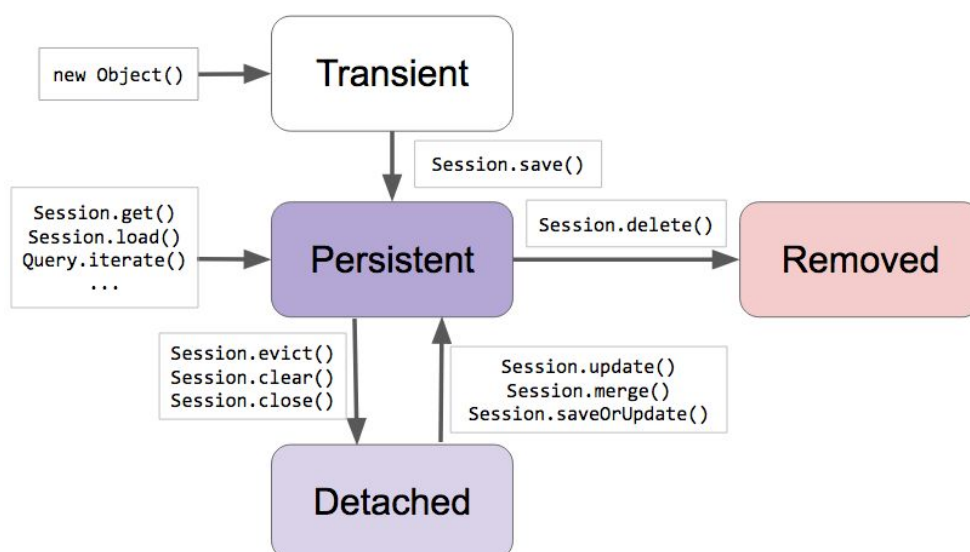 new Object()
Transient
Session.save()
Session.get()
Session.load()
Query.iterate()
...
Persistent
Session.delete()
Removed
Session.evict()
Session.clear()
Session.close()
Session.update()
Session.merge()
Session.saveOrUpdate()
Detached